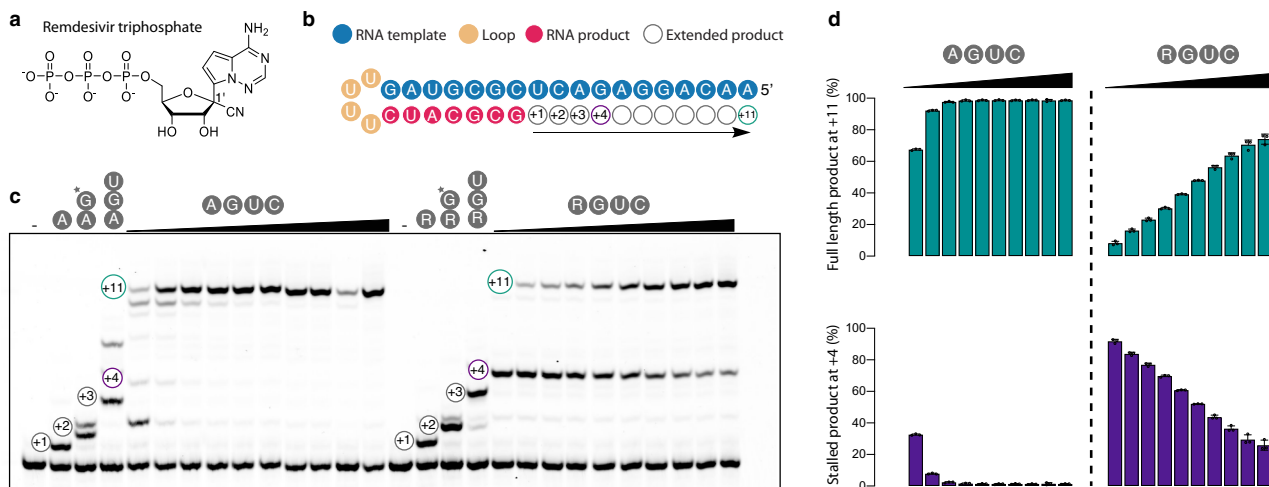 a
Remdesivir triphosphate
NH2
N
N
N
-O P O P O P O
O O O
O- O- O-
O
1'
CN
HO OH
b
RNA template Loop RNA product Extended product
U U G A U G C G C U C A G A G G A C A A 5'
U U C U A C G C G +1 +2 +3 +4 +11
c
- A *G A U G A A G U C
- R *G R U G R R G U C
+11
+4
+3
+2
+1
+11
+4
+3
+2
+1
d
A G U C R G U C
Full length product at +11 (%)
100
80
60
40
20
0
Stalled product at +4 (%)
100
80
60
40
20
0